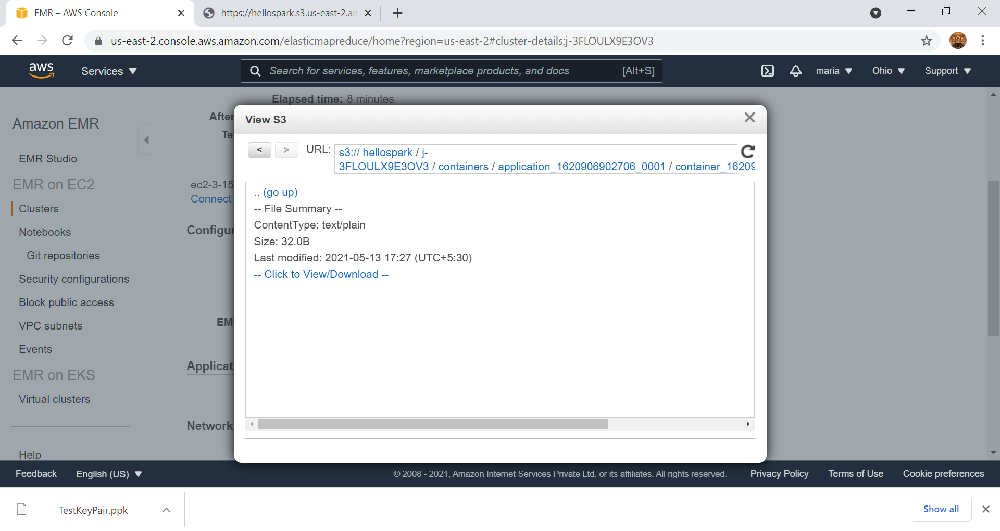 EMR – AWS Console
https://hellospark.s3.us-east-2.am
us-east-2.console.aws.amazon.com/elasticmapreduce/home?region=us-east-2#cluster-details:j-3FLOULX9E3OV3
aws
Services
Search for services, features, marketplace products, and docs [Alt+S]
maria
Ohio
Support
Elapsed time: 8 minutes
After
Te
ec2-3-15
Connect
Configur
EM
Applicat
Network
Amazon EMR
EMR Studio
EMR on EC2
Clusters
Notebooks
Git repositories
Security configurations
Block public access
VPC subnets
Events
EMR on EKS
Virtual clusters
Help
View S3
< > URL:
s3:// hellospark / j-
3FLOULX9E3OV3 / containers / application_1620906902706_0001 / container_16209
.. (go up)
-- File Summary --
ContentType: text/plain
Size: 32.0B
Last modified: 2021-05-13 17:27 (UTC+5:30)
-- Click to View/Download --
Feedback
English (US)
© 2008 - 2021, Amazon Internet Services Private Ltd. or its affiliates. All rights reserved.
Privacy Policy
Terms of Use
Cookie preferences
TestKeyPair.ppk
Show all